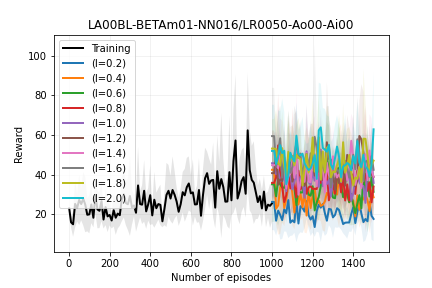 LA00BL-BETAm01-NN016/LR0050-Ao00-Ai00
Reward
100
80
60
40
20
Training
(l=0.2)
(l=0.4)
(l=0.6)
(l=0.8)
(l=1.0)
(l=1.2)
(l=1.4)
(l=1.6)
(l=1.8)
(l=2.0)
0 200 400 600 800 1000 1200 1400
Number of episodes